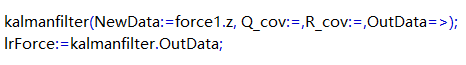 kalmanfilter(NewData:=force1.z, Q_cov:=,R_cov:=,OutData=>);
lrForce:=kalmanfilter.OutData;